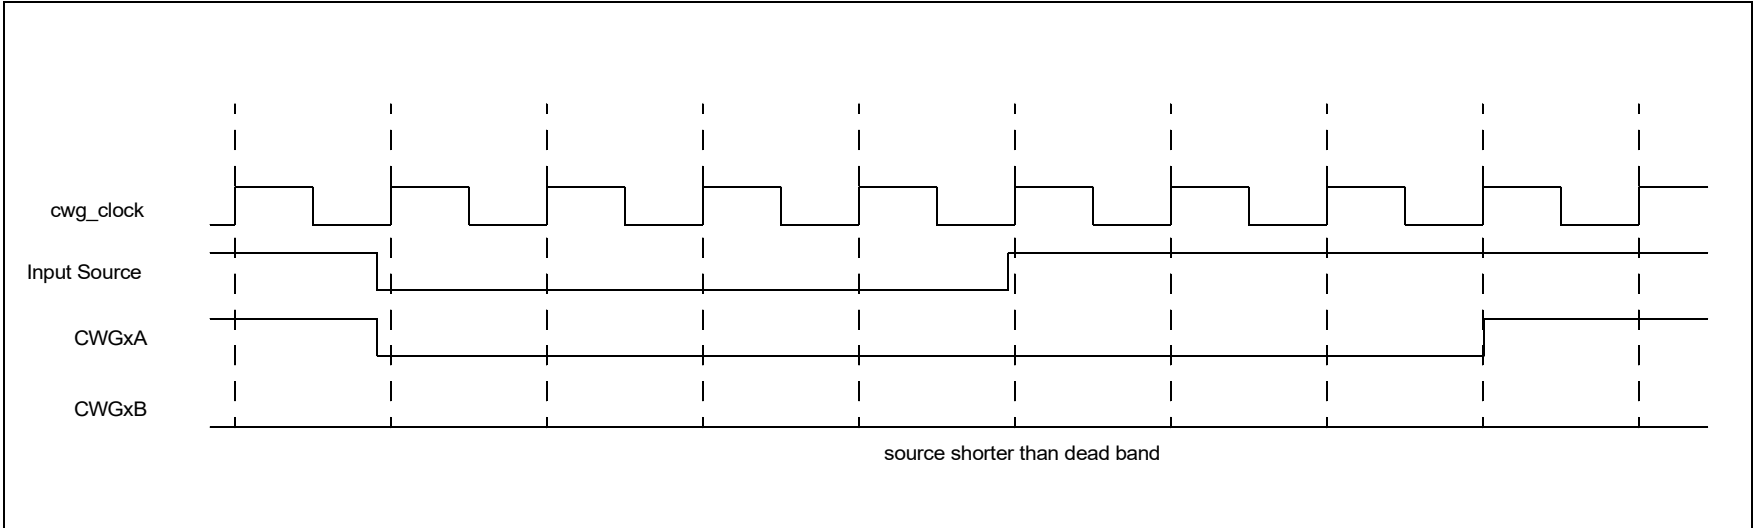 cwg_clock
Input Source
CWGxA
CWGxB
source shorter than dead band